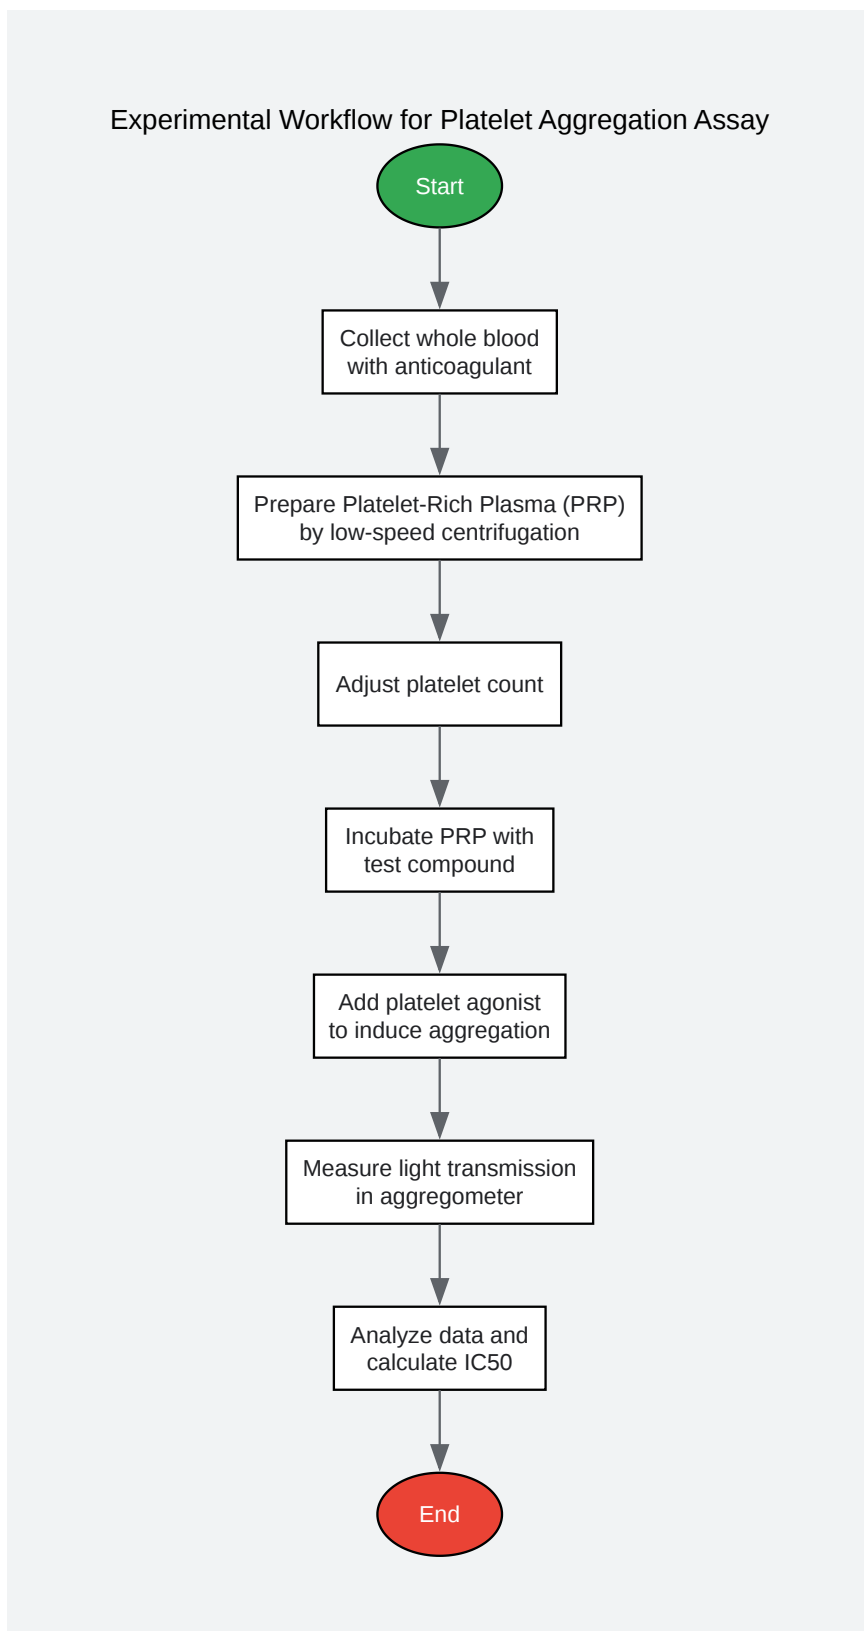 Experimental Workflow for Platelet Aggregation Assay
Start
Collect whole blood
with anticoagulant
Prepare Platelet-Rich Plasma (PRP)
by low-speed centrifugation
Adjust platelet count
Incubate PRP with
test compound
Add platelet agonist
to induce aggregation
Measure light transmission
in aggregometer
Analyze data and
calculate IC50
End